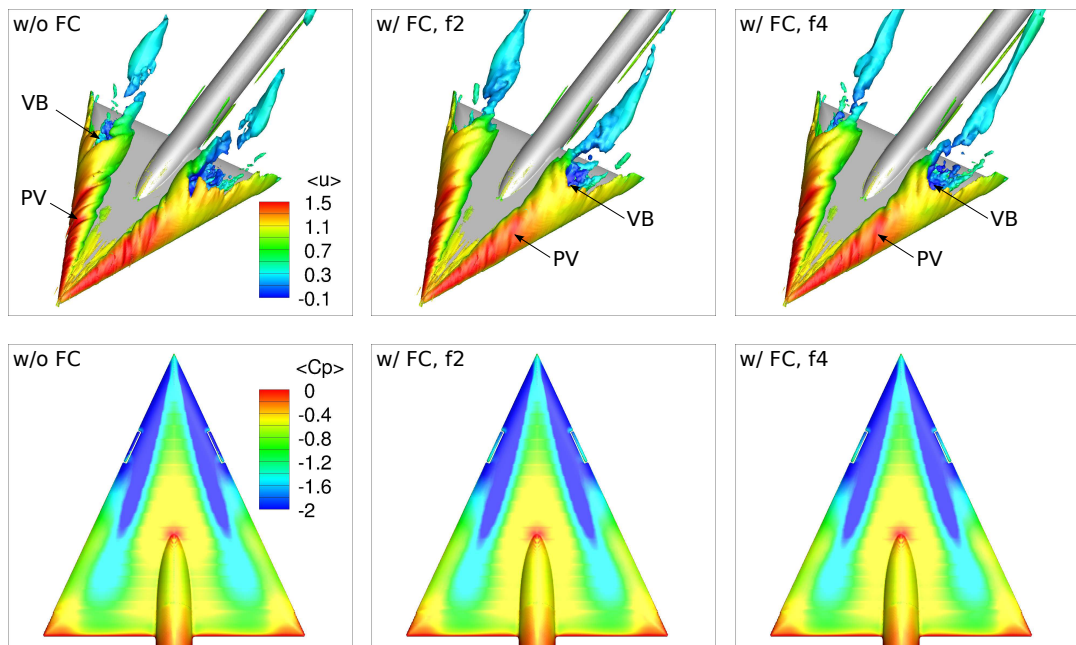 w/o FC
VB
PV
<u>
1.5
1.1
0.7
0.3
-0.1
w/ FC, f2
VB
PV
w/ FC, f4
VB
PV
w/o FC
<Cp>
0
-0.4
-0.8
-1.2
-1.6
-2
w/ FC, f2
w/ FC, f4